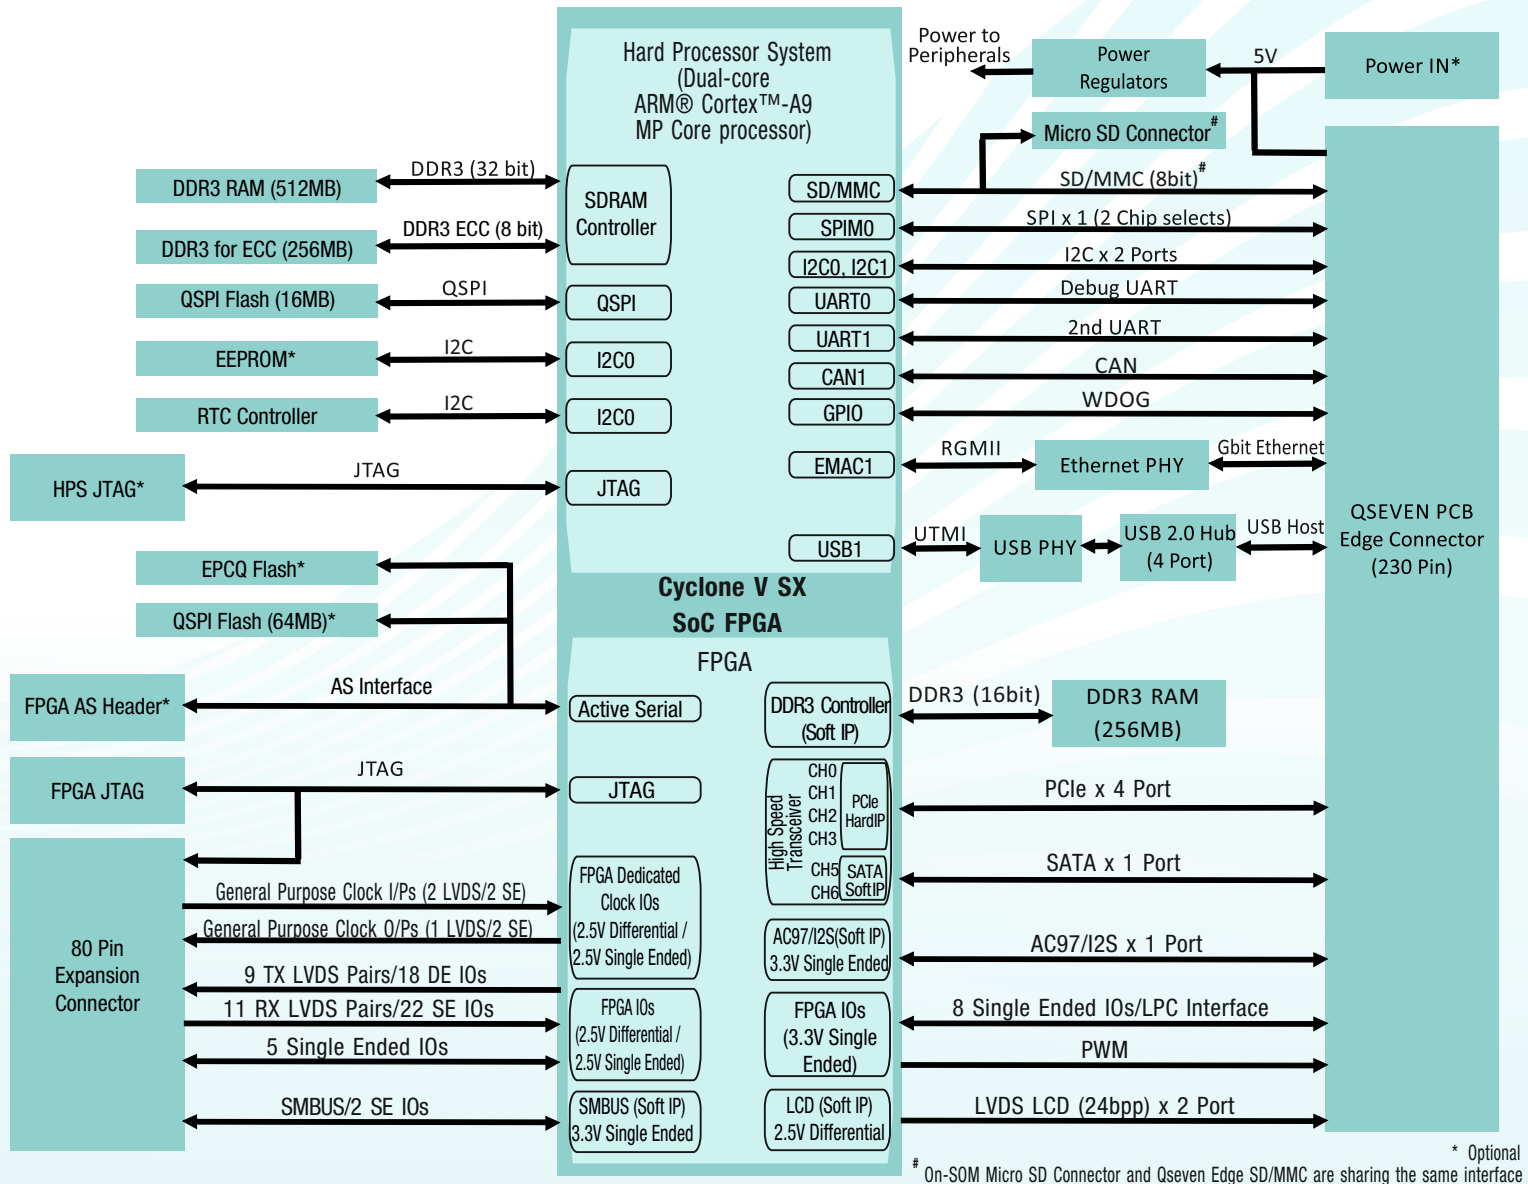 Hard Processor System
(Dual-core
ARM® Cortex™-A9
MP Core processor)
Power to
Peripherals
Power
Regulators
5V
Power IN*
Micro SD Connector#
DDR3 RAM (512MB)
DDR3 (32 bit)
SDRAM
Controller
DDR3 for ECC (256MB)
DDR3 ECC (8 bit)
QSPI Flash (16MB)
QSPI
QSPI
EEPROM*
I2C
I2C0
RTC Controller
I2C
I2C0
HPS JTAG*
JTAG
JTAG
SD/MMC
SD/MMC (8bit)#
SPIM0
SPI x 1 (2 Chip selects)
I2C0, I2C1
I2C x 2 Ports
UART0
Debug UART
UART1
2nd UART
CAN1
CAN
GPIO
WDOG
EMAC1
RGMII
Ethernet PHY
Gbit Ethernet
USB1
UTMI
USB PHY
USB 2.0 Hub
(4 Port)
USB Host
QSEVEN PCB
Edge Connector
(230 Pin)
EPCQ Flash*
QSPI Flash (64MB)*
Cyclone V SX
SoC FPGA
FPGA
FPGA AS Header*
AS Interface
Active Serial
FPGA JTAG
JTAG
JTAG
80 Pin
Expansion
Connector
General Purpose Clock I/Ps (2 LVDS/2 SE)
General Purpose Clock O/Ps (1 LVDS/2 SE)
FPGA Dedicated
Clock IOs
(2.5V Differential /
2.5V Single Ended)
9 TX LVDS Pairs/18 DE IOs
11 RX LVDS Pairs/22 SE IOs
5 Single Ended IOs
FPGA IOs
(2.5V Differential /
2.5V Single Ended)
SMBUS/2 SE IOs
SMBUS (Soft IP)
3.3V Single Ended
DDR3 Controller
(Soft IP)
DDR3 (16bit)
DDR3 RAM
(256MB)
High Speed
Transceiver
CH0
CH1
CH2
CH3
PCIe
HardIP
CH5
CH6
SATA
SoftIP
PCIe x 4 Port
SATA x 1 Port
AC97/I2S(Soft IP)
3.3V Single Ended
AC97/I2S x 1 Port
FPGA IOs
(3.3V Single
Ended)
8 Single Ended IOs/LPC Interface
PWM
LCD (Soft IP)
2.5V Differential
LVDS LCD (24bpp) x 2 Port
* Optional
# On-SOM Micro SD Connector and Qseven Edge SD/MMC are sharing the same interface